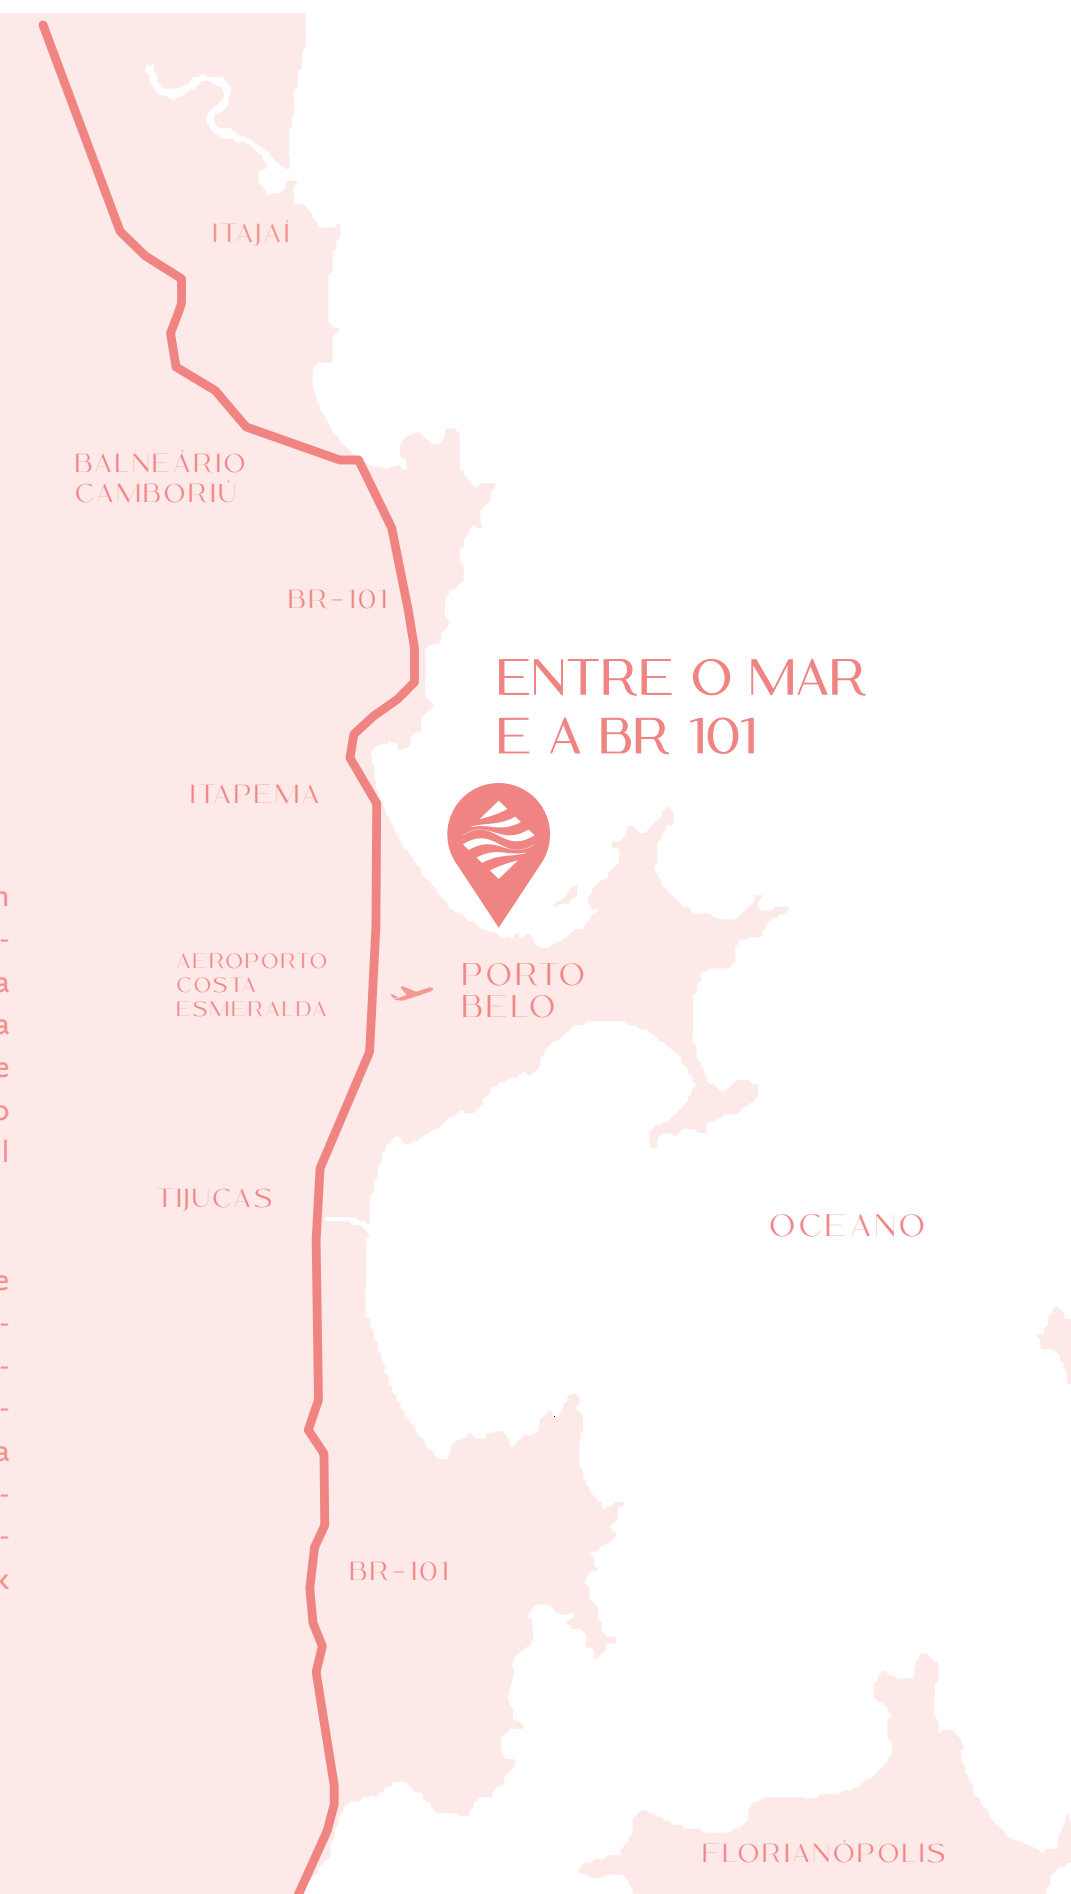 ITAJAÍ
BALNEÁRIO
CAMBORIÚ
BR-101
ENTRE O MAR
E A BR 101
ITAPEMA
n
-
a
a
e
o
l
AEROPORTO
COSTA
ESMERALDA
PORTO
BELO
TIJUCAS
OCEANO
e
-
-
-
a
-
-
k
BR-101
FLORIANÓPOLIS